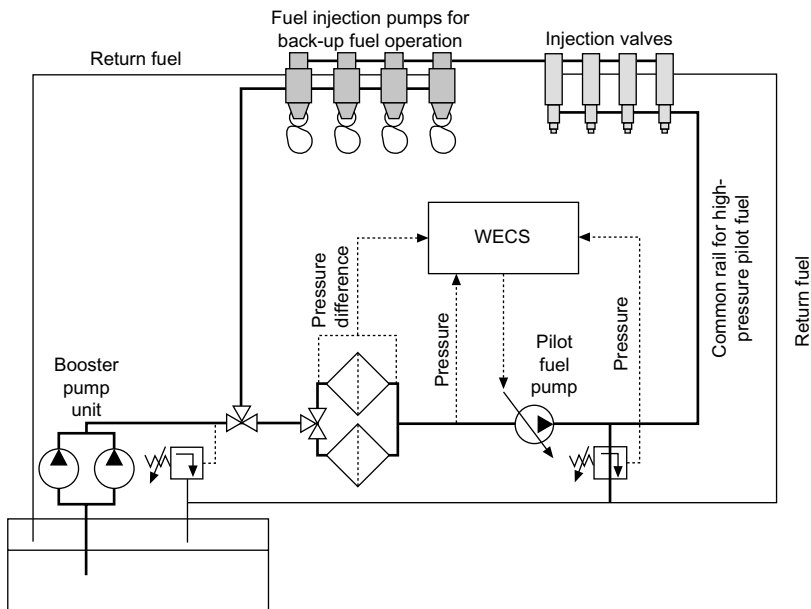 Fuel injection pumps for
back-up fuel operation
Injection valves
Return fuel
WECS
Pressure
difference
Pressure
Pilot
fuel
pump
Pressure
Common rail for high-
pressure pilot fuel
Return fuel
Booster
pump
unit